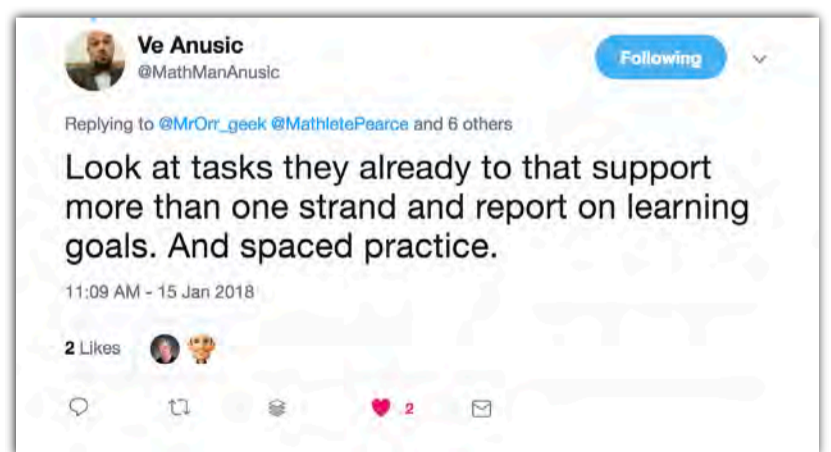 Ve Anusic
@MathManAnusic
Following
Replying to @MrOrr_geek @MathletePearce and 6 others
Look at tasks they already to that support
more than one strand and report on learning
goals. And spaced practice.
11:09 AM - 15 Jan 2018
2 Likes
2